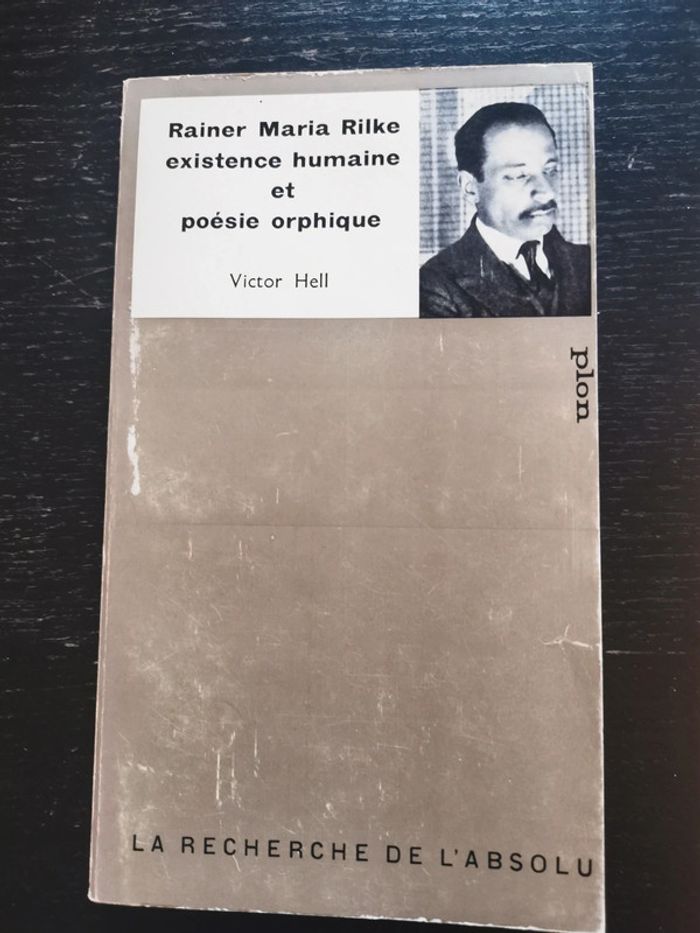 Rainer Maria Rilke
existence humaine
et
poésie orphique
Victor Hell
plon
LA RECHERCHE DE L'ABSOLU